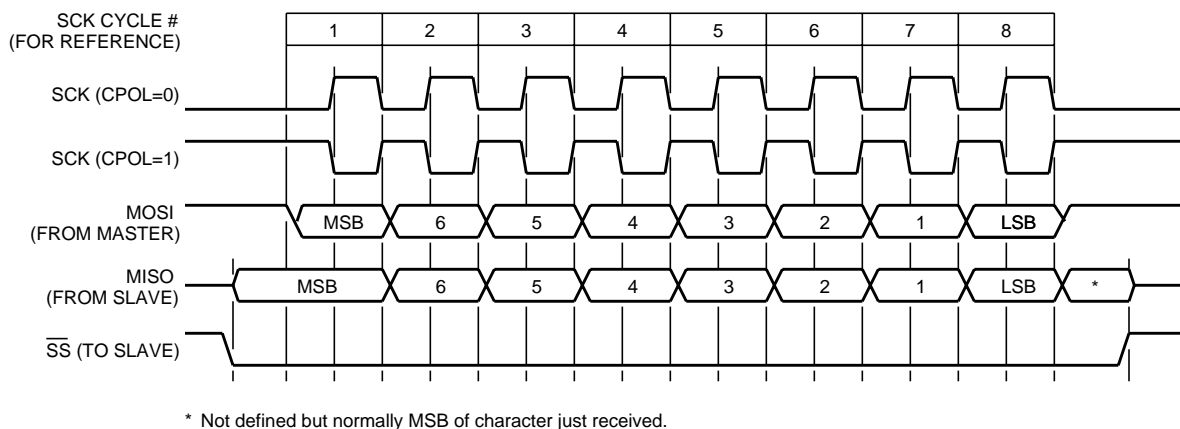 SCK CYCLE #
(FOR REFERENCE)
1 2 3 4 5 6 7 8
SCK (CPOL=0)
SCK (CPOL=1)
MOSI
(FROM MASTER)
MSB 6 5 4 3 2 1 LSB
MISO
(FROM SLAVE)
MSB 6 5 4 3 2 1 LSB *
S̅S̅ (TO SLAVE)
* Not defined but normally MSB of character just received.